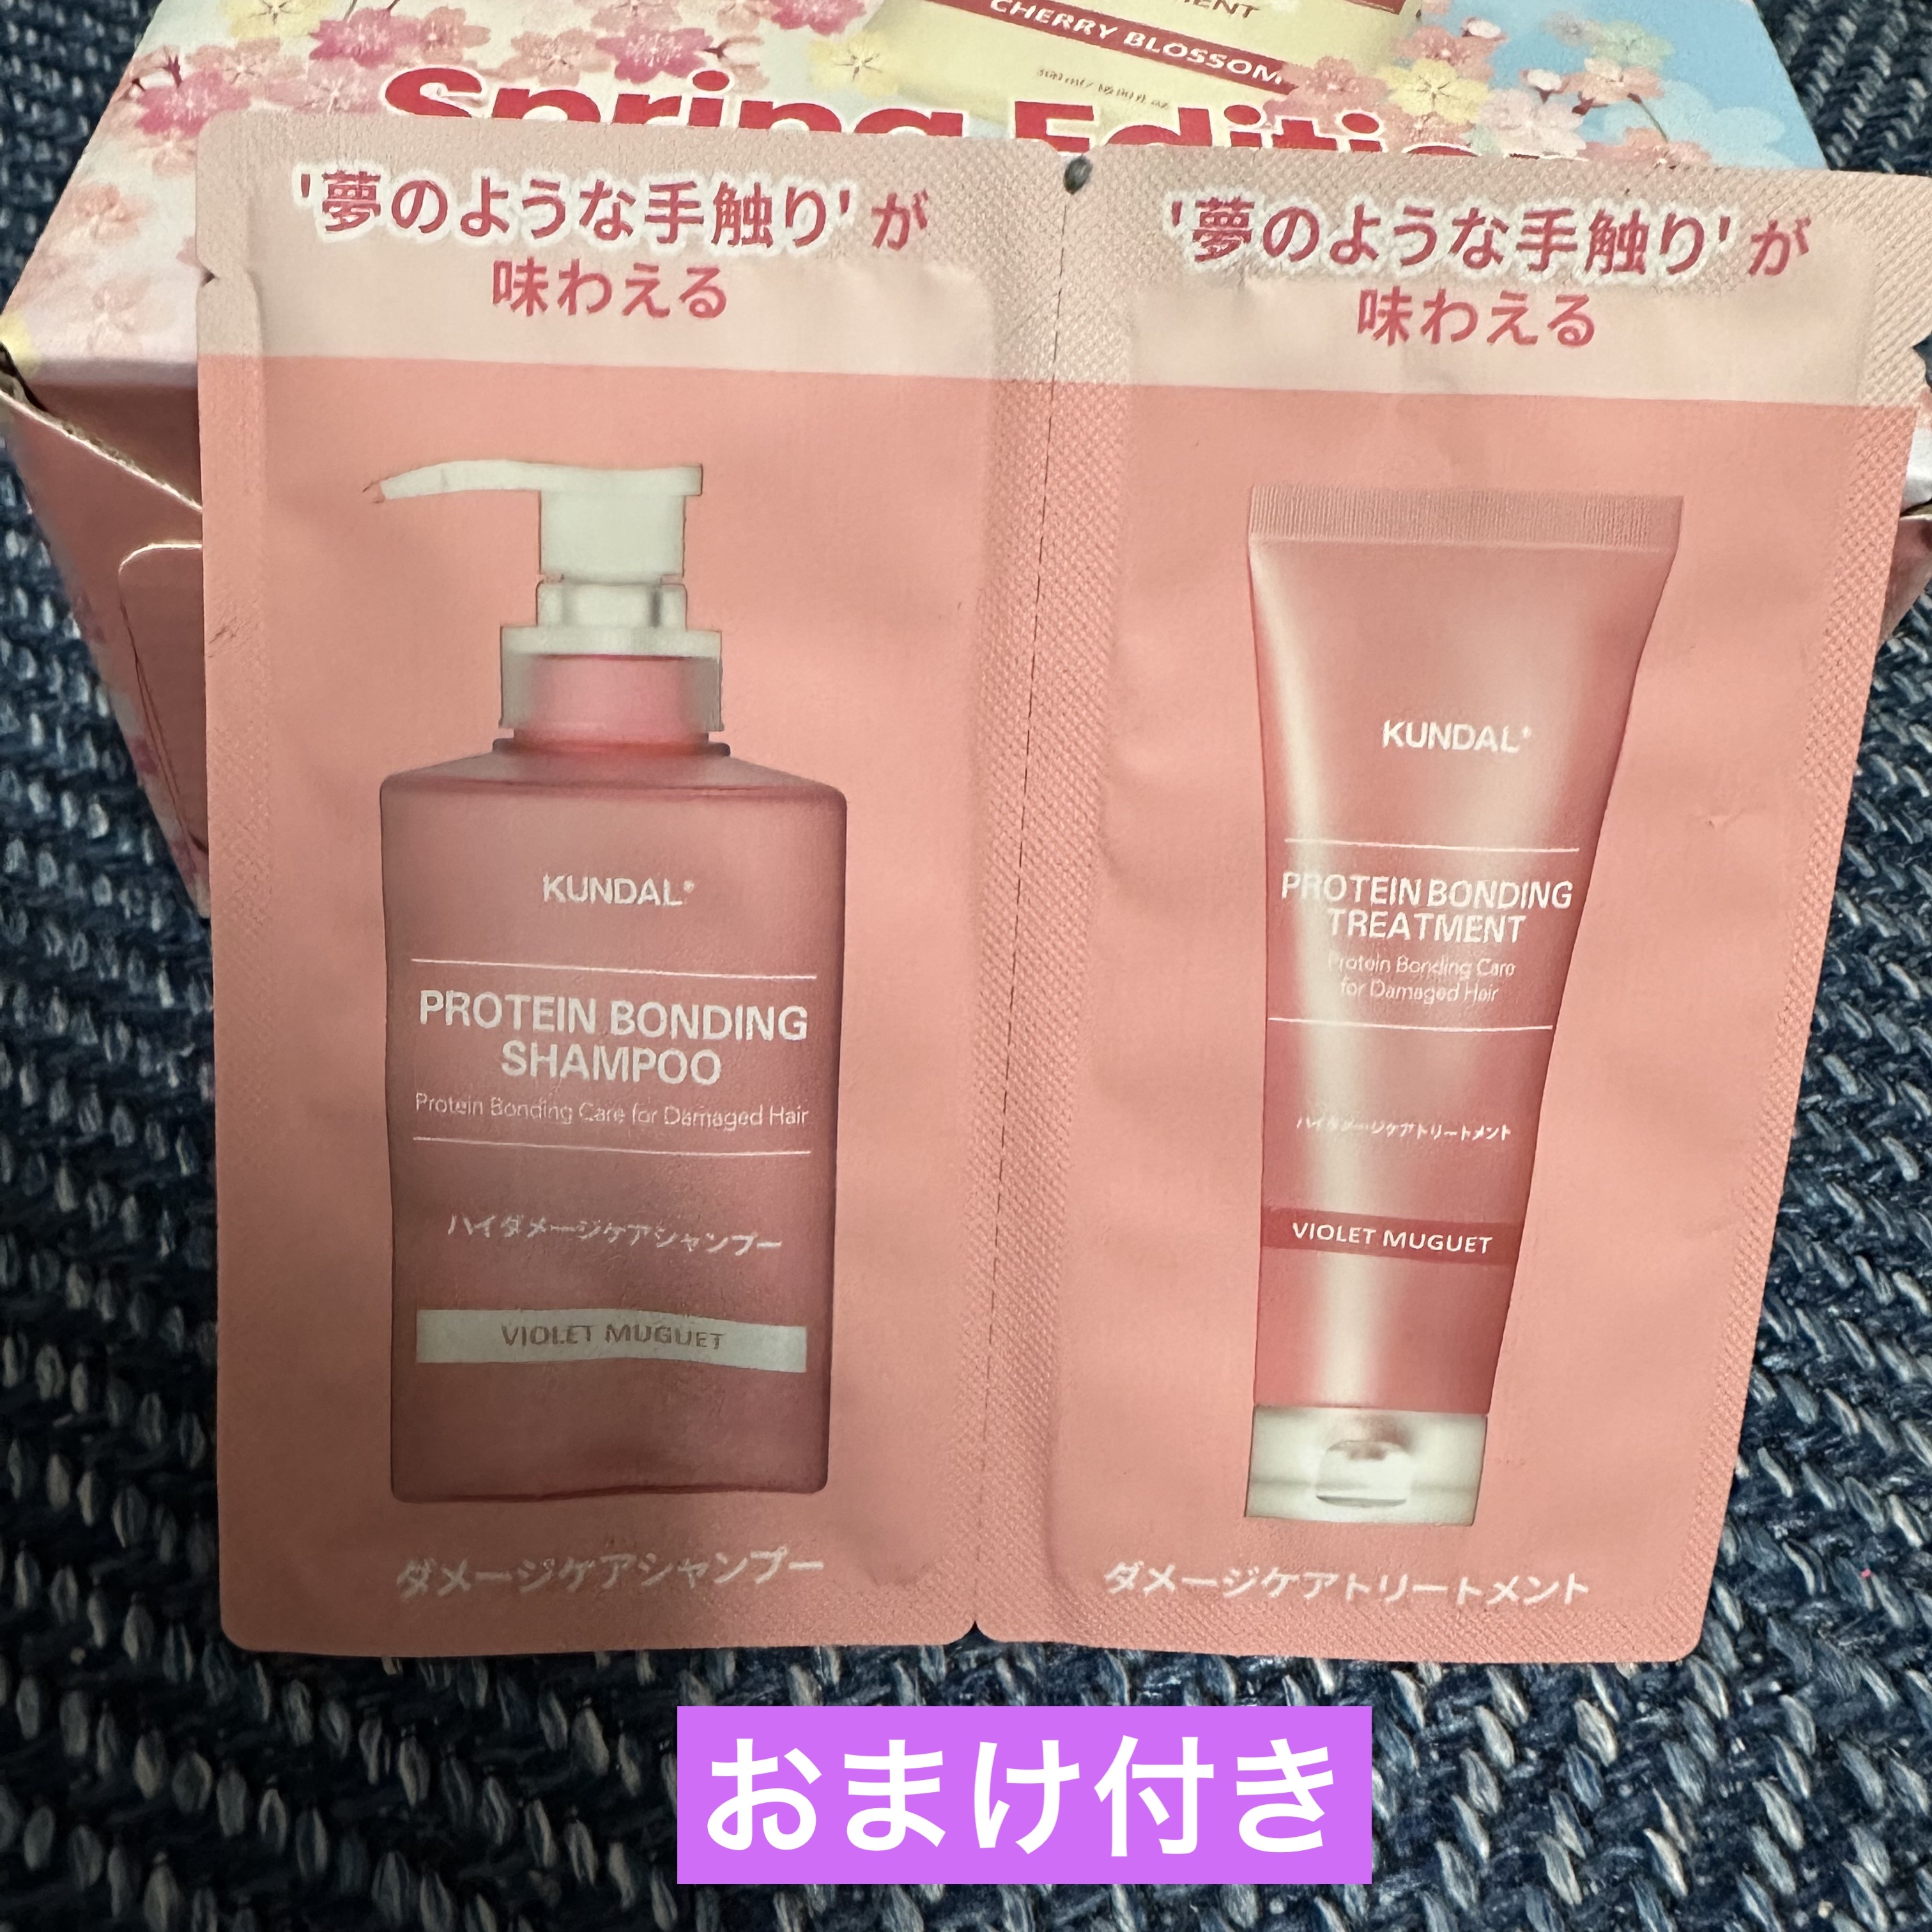 CHERRY BLOSSOM
Spring Edition
'夢のような手触り' が
味わえる
KUNDAL®
PROTEIN BONDING
SHAMPOO
Protein Bonding Care for Damaged Hair
ハイダメージケアシャンプー
VIOLET MUGUET
ダメージケアシャンプー
'夢のような手触り' が
味わえる
KUNDAL®
PROTEIN BONDING
TREATMENT
Protein Bonding Care
for Damaged Hair
ハイダメージケアトリートメント
VIOLET MUGUET
ダメージケアトリートメント
おまけ付き